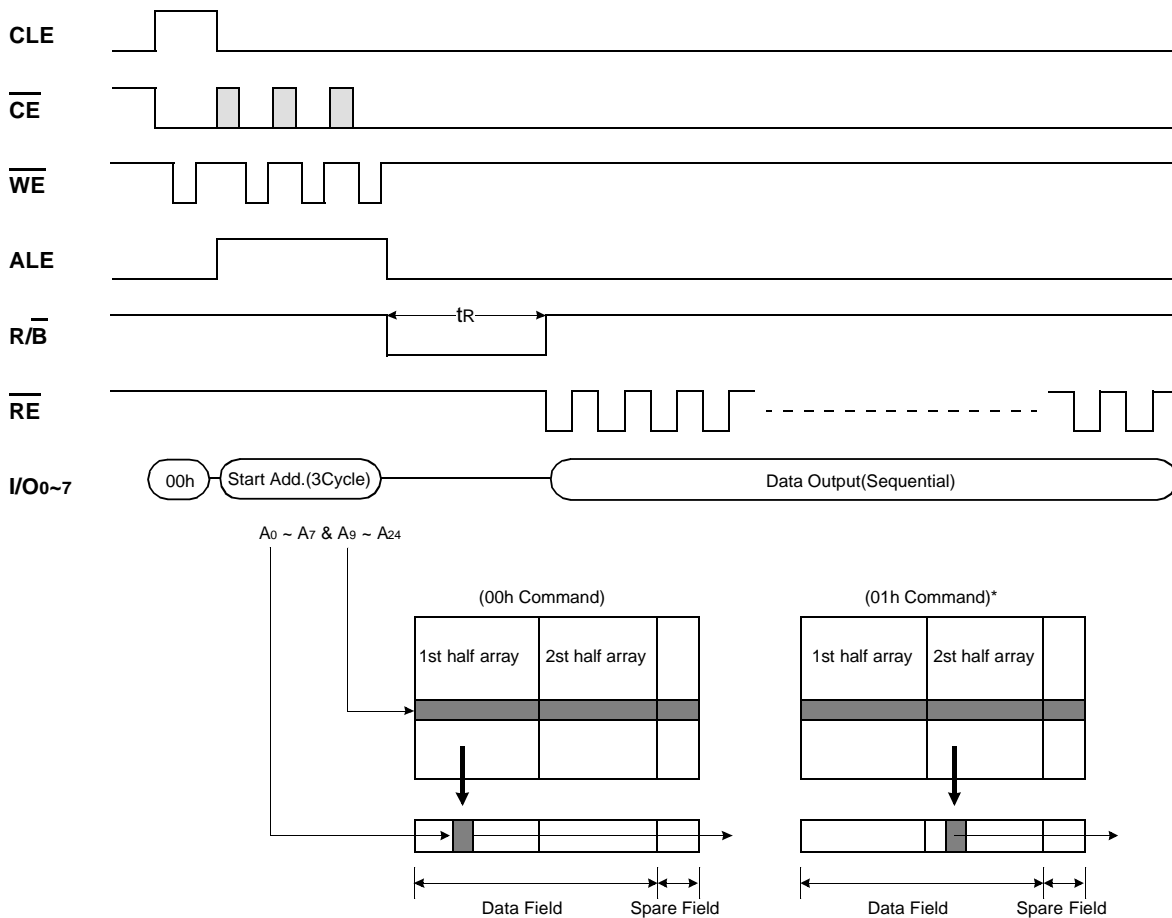 CLE
CE
WE
ALE
R/B
tR
RE
I/O0~7
00h
Start Add.(3Cycle)
Data Output(Sequential)
A0 ~ A7 & A9 ~ A24
(00h Command)
(01h Command)*
1st half array
2st half array
1st half array
2st half array
Data Field
Spare Field
Data Field
Spare Field